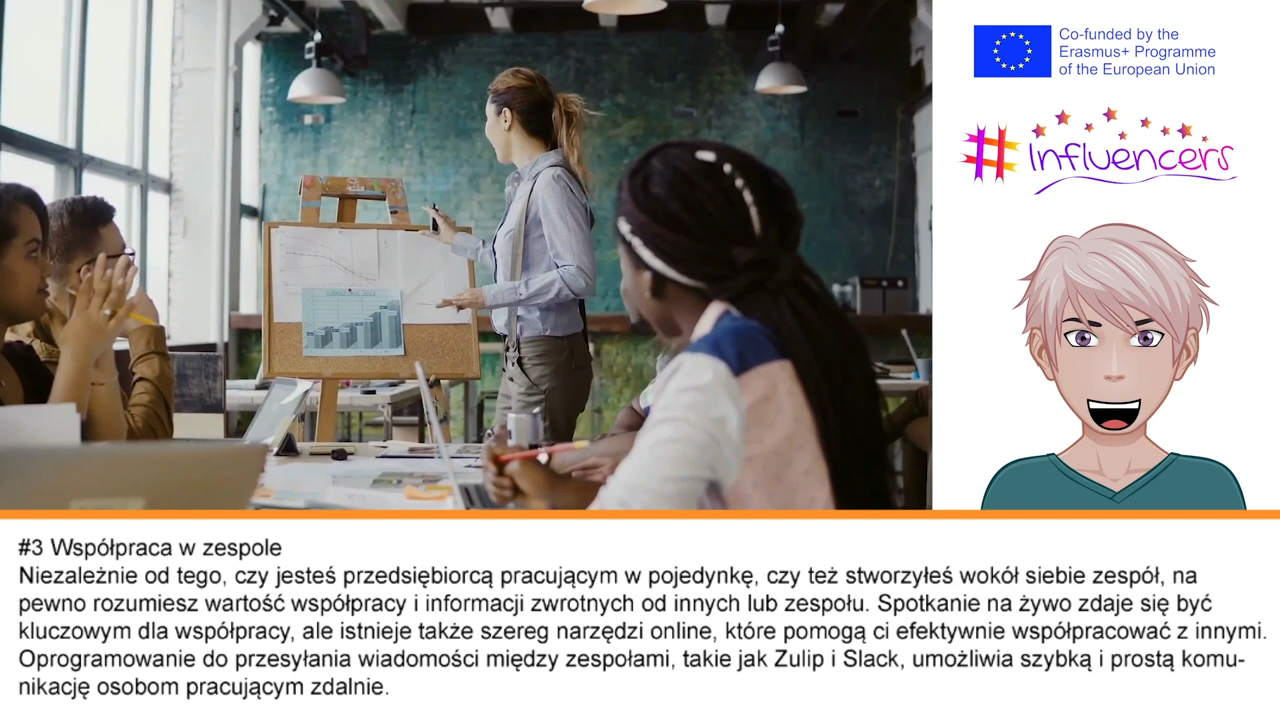 Co-funded by the
Erasmus+ Programme
of the European Union
#Influencers
#3 Współpraca w zespole
Niezależnie od tego, czy jesteś przedsiębiorcą pracującym w pojedynkę, czy też stworzyłeś wokół siebie zespół, na
pewno rozumiesz wartość współpracy i informacji zwrotnych od innych lub zespołu. Spotkanie na żywo zdaje się być
kluczowym dla współpracy, ale istnieje także szereg narzędzi online, które pomogą ci efektywnie współpracować z innymi.
Oprogramowanie do przesyłania wiadomości między zespołami, takie jak Zulip i Slack, umożliwia szybką i prostą komu-
nikację osobom pracującym zdalnie.